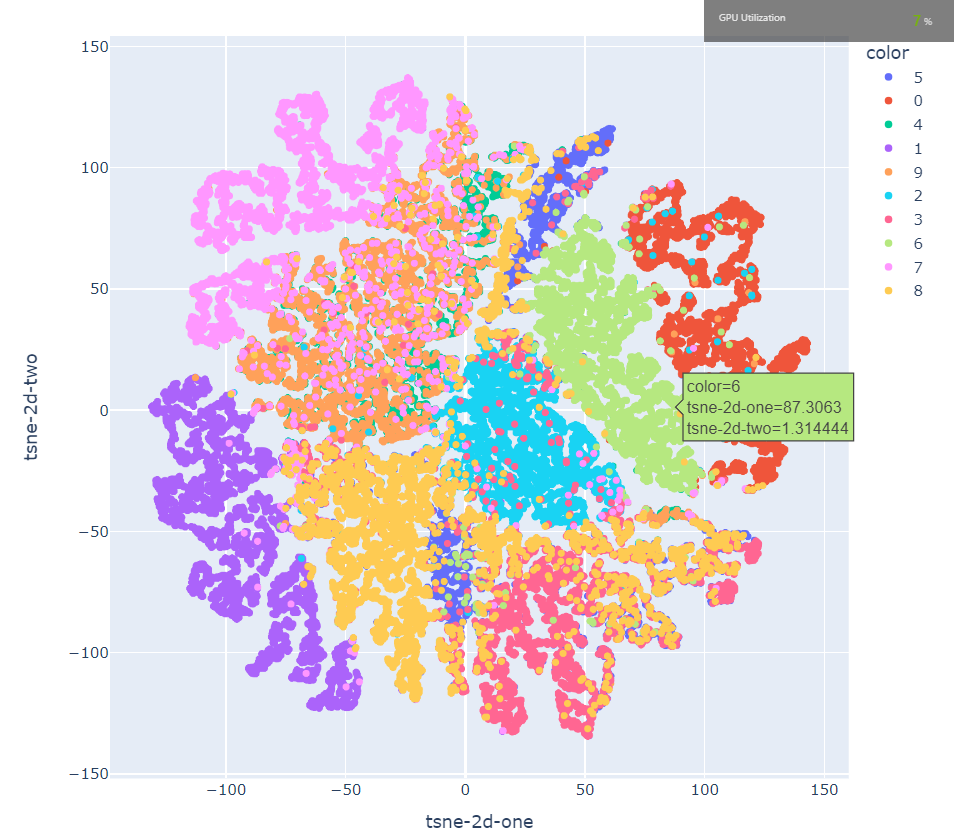 GPU Utilization 7 %
color
5
0
4
1
9
2
3
6
7
8
150
100
50
0
−50
−100
−150
tsne-2d-two
color=6
tsne-2d-one=87.3063
tsne-2d-two=1.314444
−100 −50 0 50 100 150
tsne-2d-one